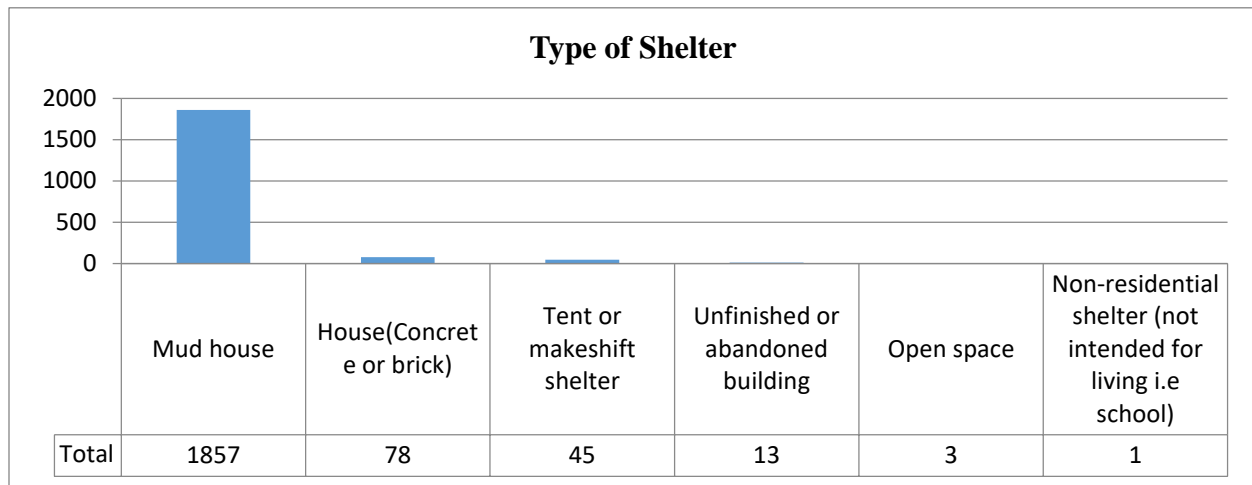 Type of Shelter
2000
1500
1000
500
0
Mud house
House(Concret
e or brick)
Tent or
makeshift
shelter
Unfinished or
abandoned
building
Open space
Non-residential
shelter (not
intended for
living i.e
school)
Total 1857 78 45 13 3 1